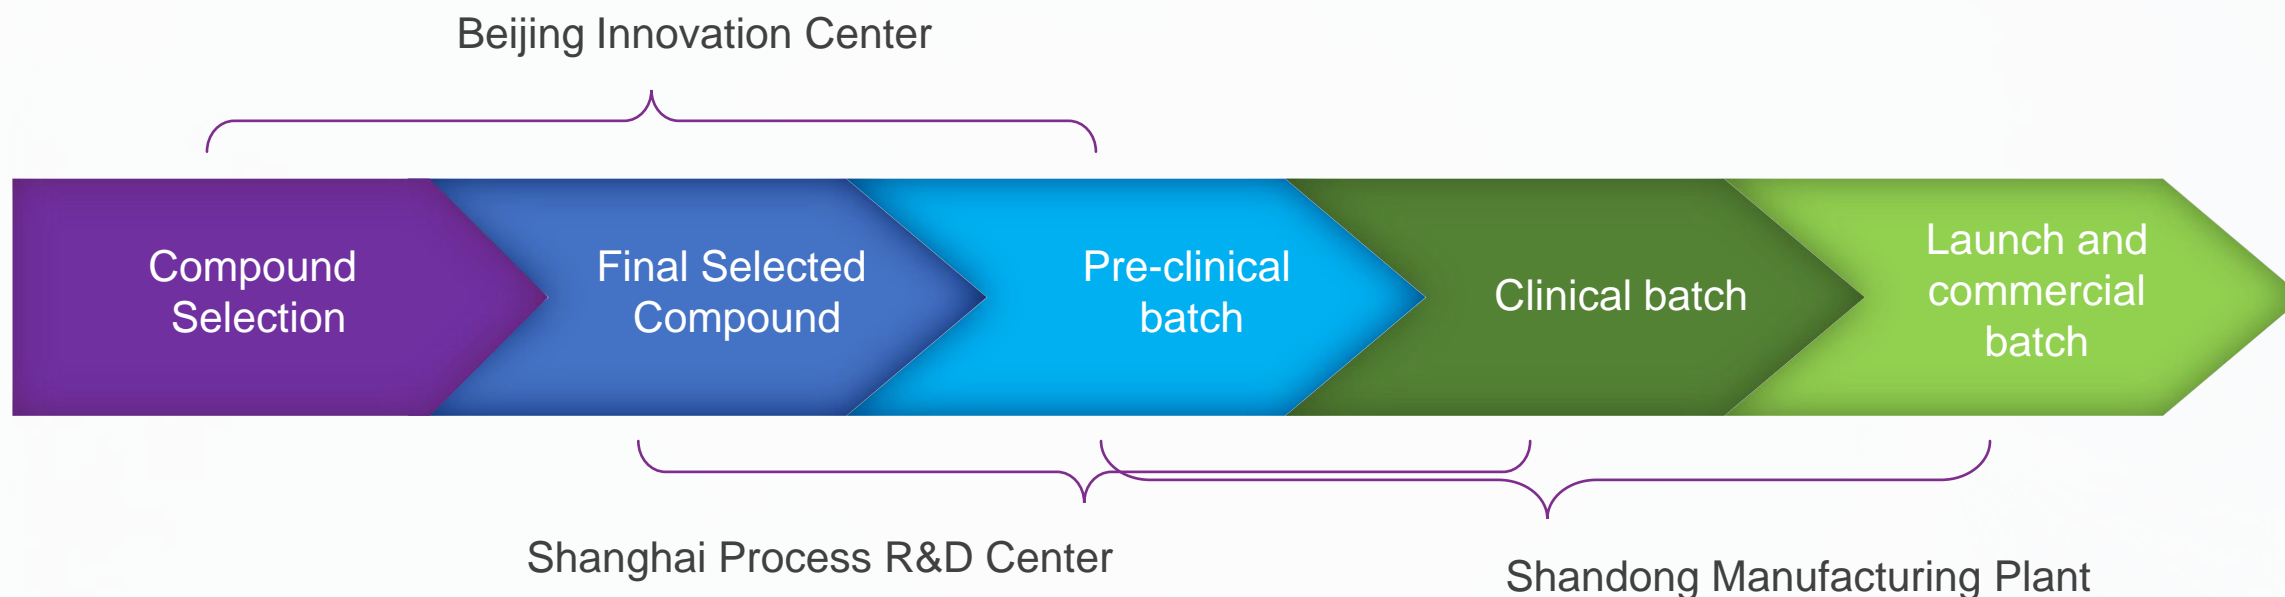 Beijing Innovation Center
Compound
Selection
Final Selected
Compound
Pre-clinical
batch
Clinical batch
Launch and
commercial
batch
Shanghai Process R&D Center
Shandong Manufacturing Plant